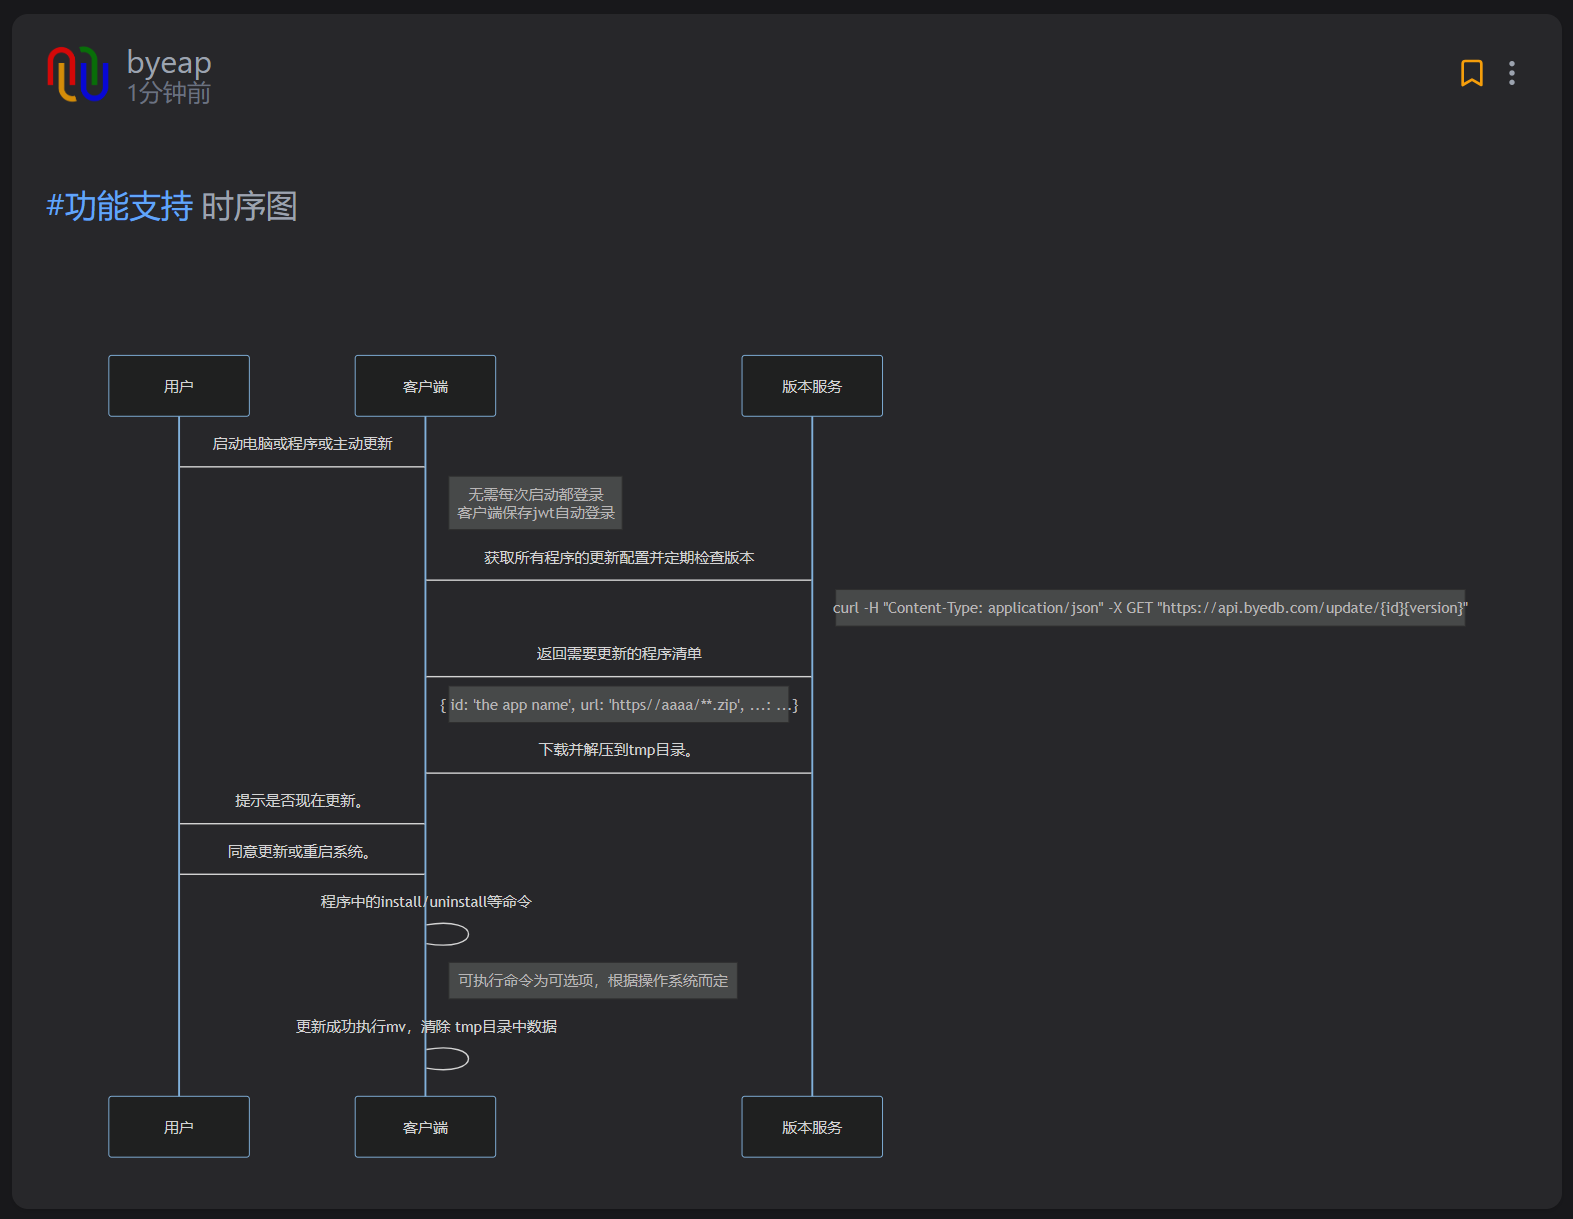 byeap
1分钟前
#功能支持 时序图
用户
客户端
版本服务
启动电脑或程序或主动更新
无需每次启动都登录
客户端保存jwt自动登录
获取所有程序的更新配置并定期检查版本
curl -H "Content-Type: application/json" -X GET "https://api.byedb.com/update/{id}{version}"
返回需要更新的程序清单
{ id: 'the app name', url: 'https//aaaa/**.zip', ...: ...}
下载并解压到tmp目录。
提示是否现在更新。
同意更新或重启系统。
程序中的install/uninstall等命令
可执行命令为可选项，根据操作系统而定
更新成功执行mv，清除 tmp目录中数据
用户
客户端
版本服务